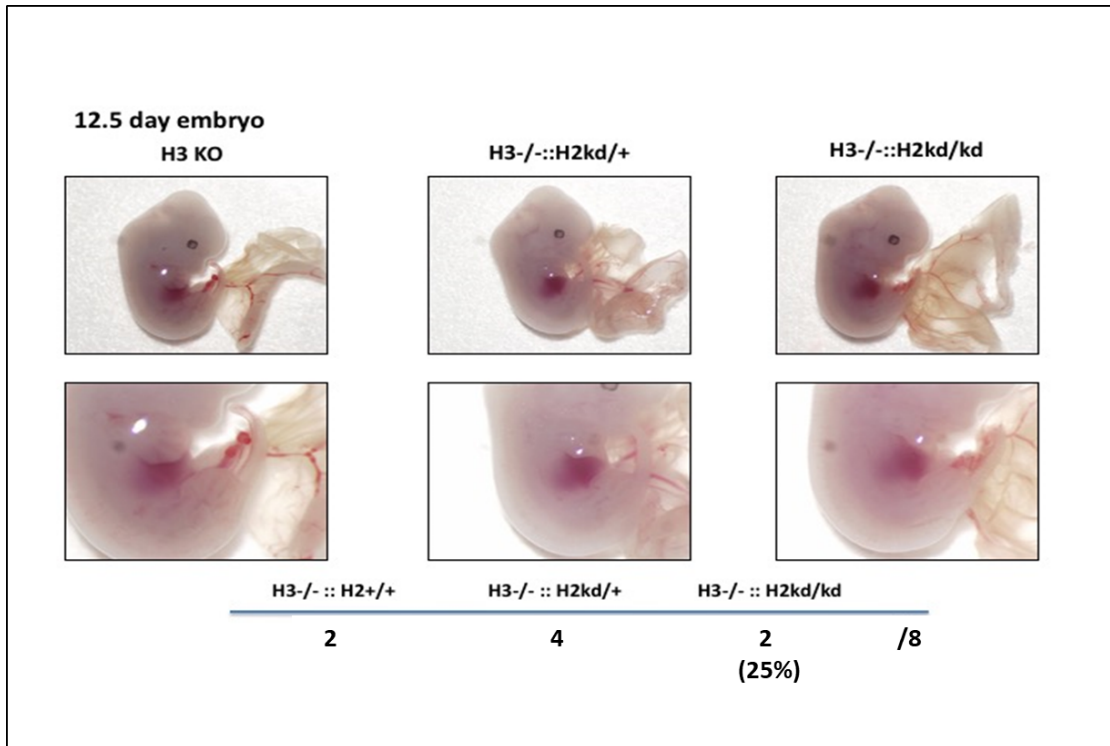 12.5 day embryo
H3 KO
H3-/-::H2kd/+
H3-/-::H2kd/kd
H3-/- :: H2+/+
H3-/- :: H2kd/+
H3-/- :: H2kd/kd
2
4
2
/8
(25%)